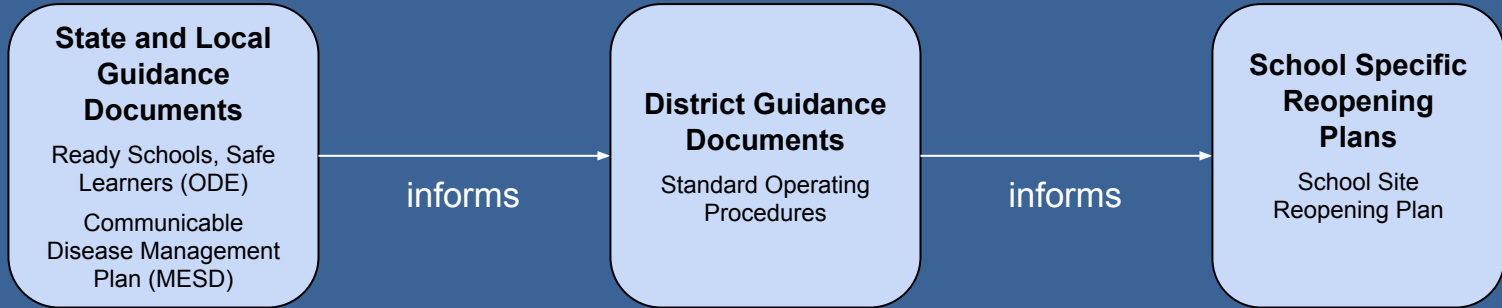 State and Local
Guidance
Documents
Ready Schools, Safe
Learners (ODE)
Communicable
Disease Management
Plan (MESD)
informs
District Guidance
Documents
Standard Operating
Procedures
informs
School Specific
Reopening
Plans
School Site
Reopening Plan